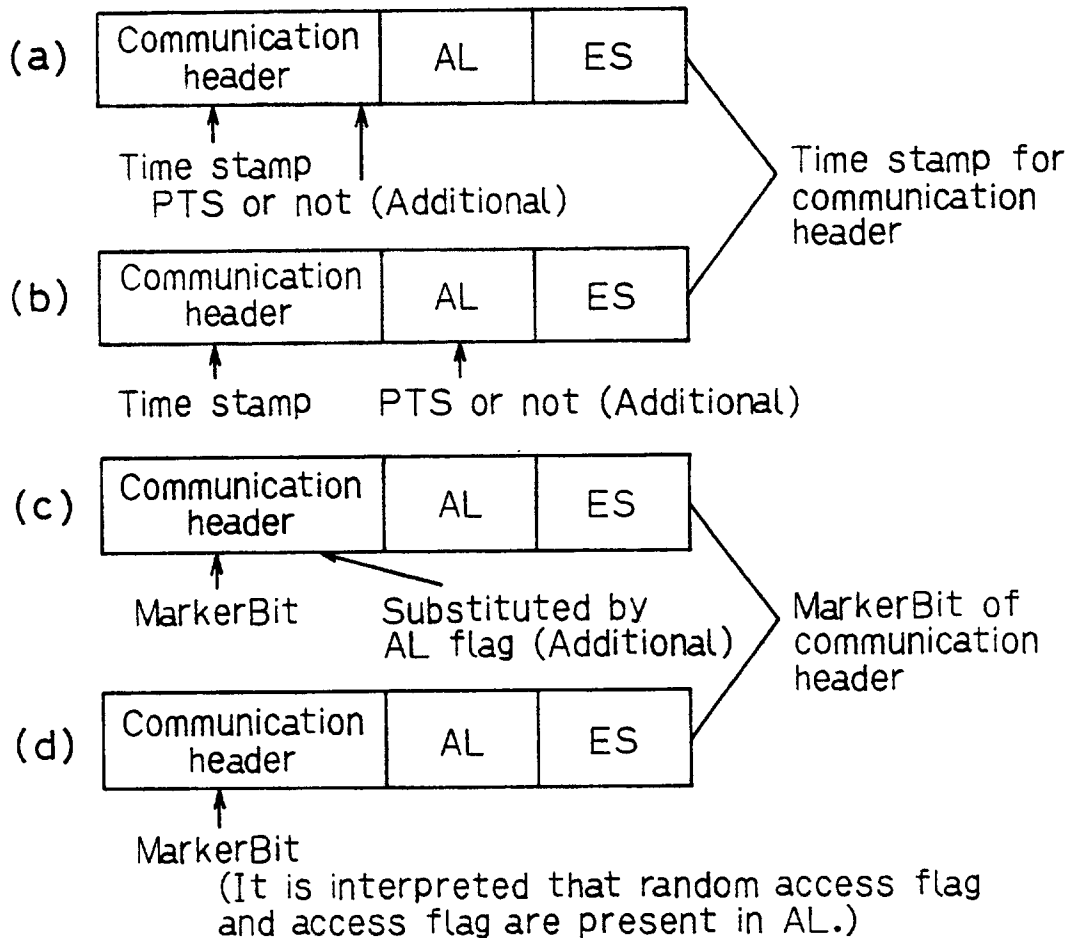 (a)
Communication
header
AL
ES
Time stamp
PTS or not (Additional)
Time stamp for
communication
header
(b)
Communication
header
AL
ES
Time stamp
PTS or not (Additional)
(c)
Communication
header
AL
ES
MarkerBit
Substituted by
AL flag (Additional)
MarkerBit of
communication
header
(d)
Communication
header
AL
ES
MarkerBit
(It is interpreted that random access flag
and access flag are present in AL.)